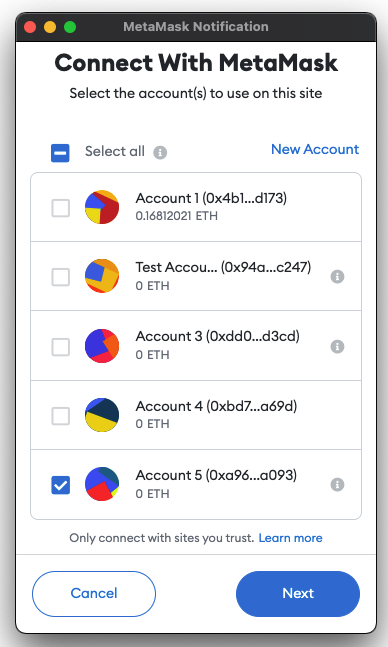 MetaMask Notification
Connect With MetaMask
Select the account(s) to use on this site
Select all
New Account
Account 1 (0x4b1...d173)
0.16812021 ETH
Test Accou... (0x94a...c247)
0 ETH
Account 3 (0xdd0...d3cd)
0 ETH
Account 4 (0xbd7...a69d)
0 ETH
Account 5 (0xa96...a093)
0 ETH
Only connect with sites you trust. Learn more
Cancel
Next